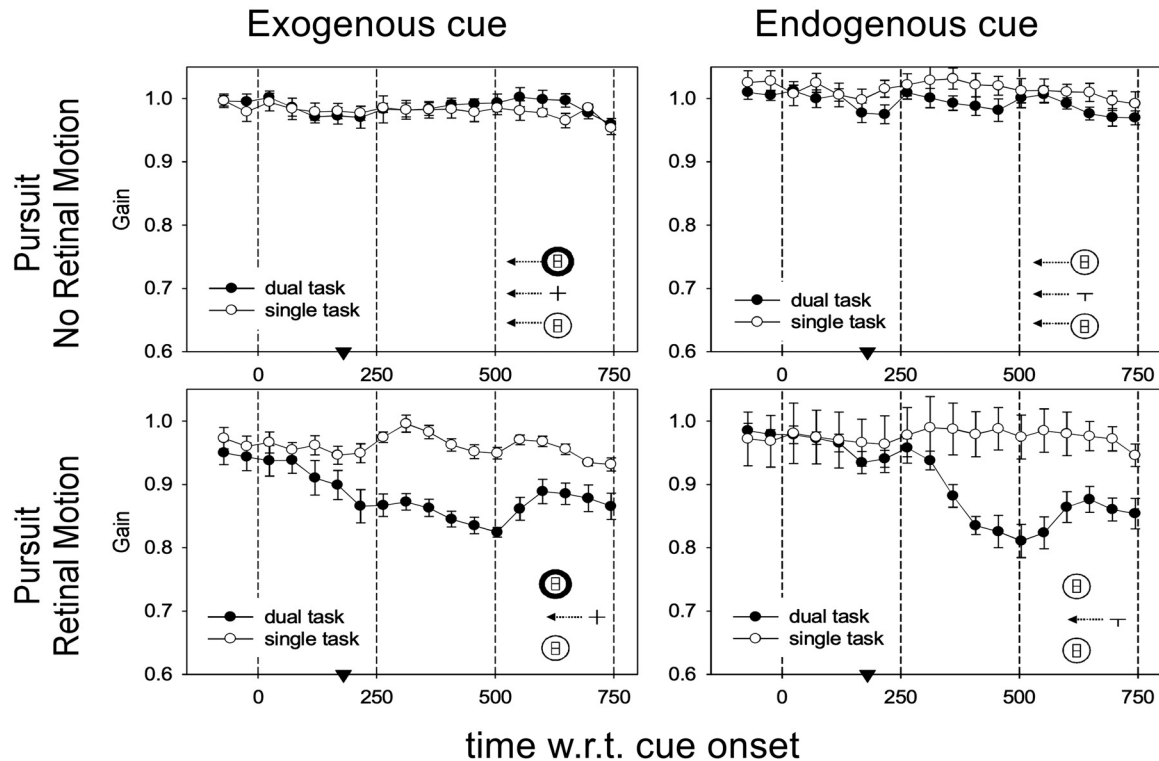 Exogenous cue
Endogenous cue
Pursuit
No Retinal Motion
Gain
1.0
0.9
0.8
0.7
0.6
dual task
single task
0
250
500
750
1.0
0.9
0.8
0.7
0.6
dual task
single task
0
250
500
750
Pursuit
Retinal Motion
Gain
1.0
0.9
0.8
0.7
0.6
dual task
single task
0
250
500
750
1.0
0.9
0.8
0.7
0.6
dual task
single task
0
250
500
750
time w.r.t. cue onset